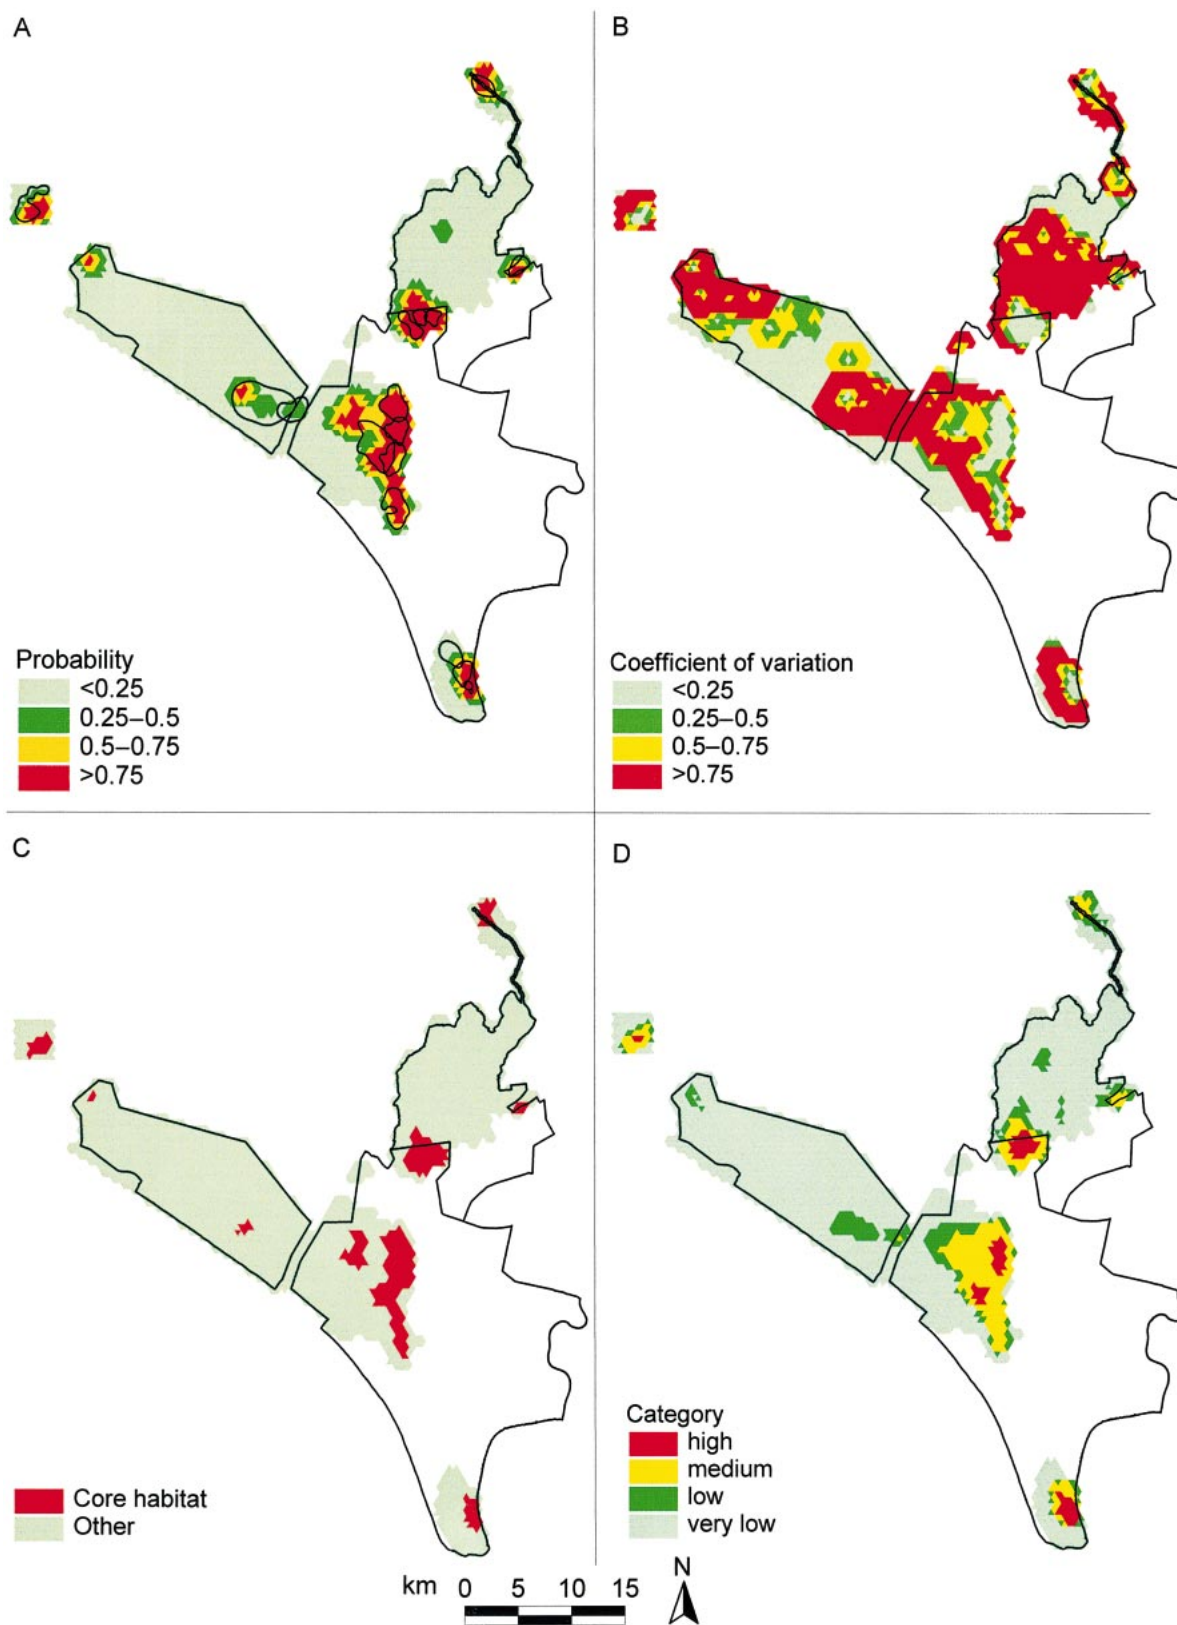 A
B
Probability
<0.25
0.25–0.5
0.5–0.75
>0.75
Coefficient of variation
<0.25
0.25–0.5
0.5–0.75
>0.75
C
D
Core habitat
Other
Category
high
medium
low
very low
km 0 5 10 15
N